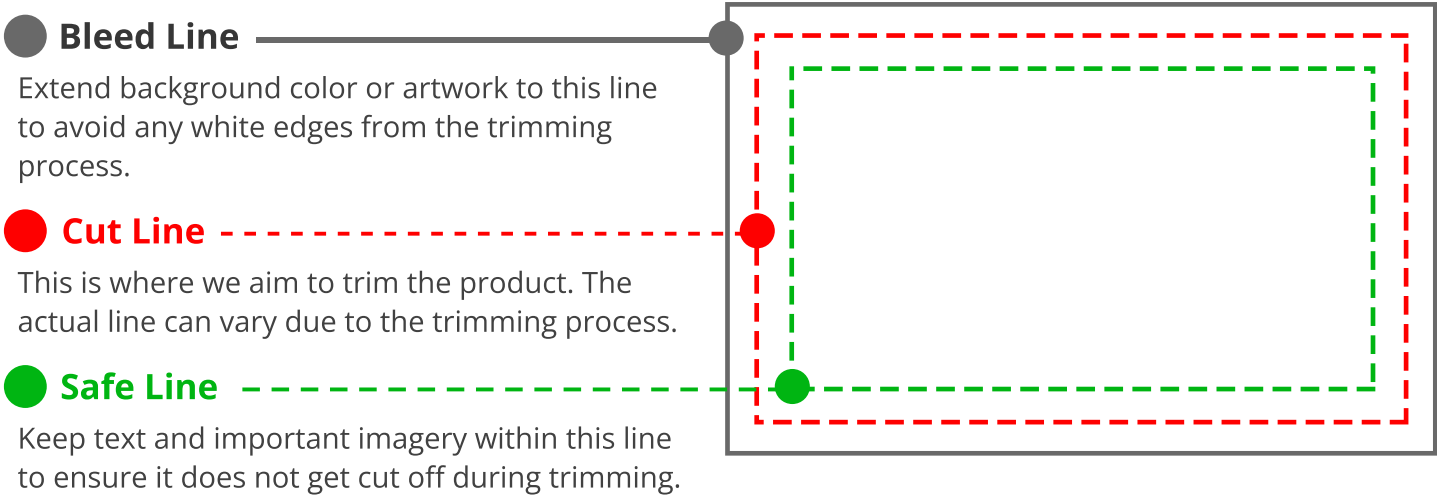 Bleed Line
Extend background color or artwork to this line
to avoid any white edges from the trimming
process.
Cut Line
This is where we aim to trim the product. The
actual line can vary due to the trimming process.
Safe Line
Keep text and important imagery within this line
to ensure it does not get cut off during trimming.